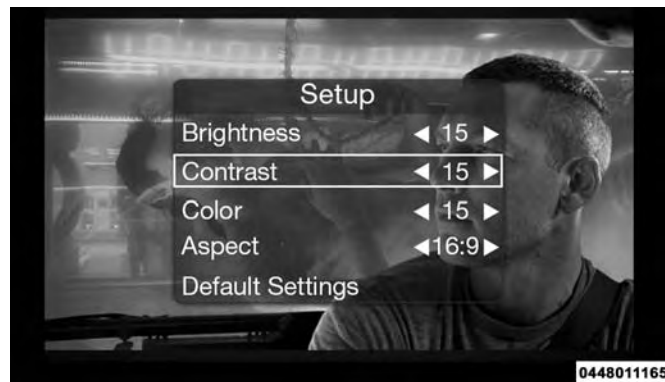 Setup
Brightness ◀ 15 ▶
Contrast ◀ 15 ▶
Color ◀ 15 ▶
Aspect ◀16:9▶
Default Settings
0448011165